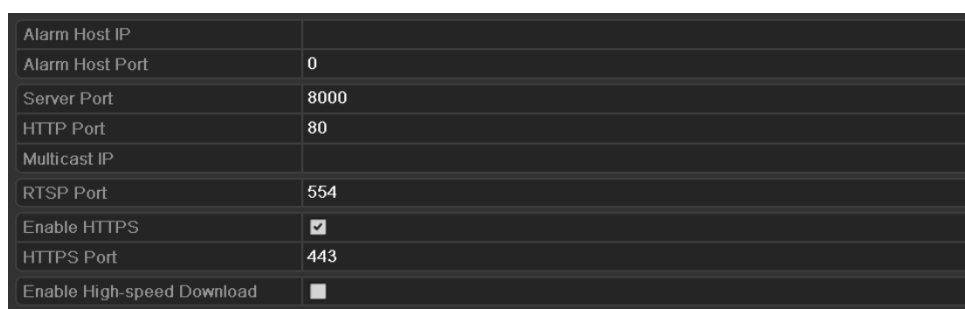 Alarm Host IP
Alarm Host Port 0
Server Port 8000
HTTP Port 80
Multicast IP
RTSP Port 554
Enable HTTPS
HTTPS Port 443
Enable High-speed Download